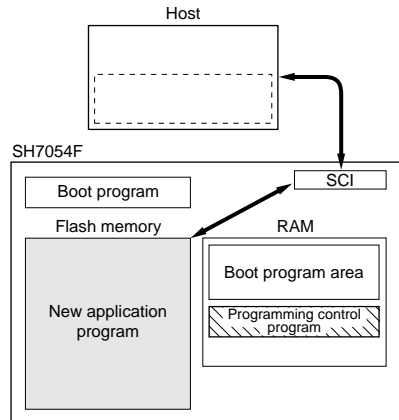 Host
SH7054F
SCI
Boot program
Flash memory
RAM
New application
program
Boot program area
Programming control
program